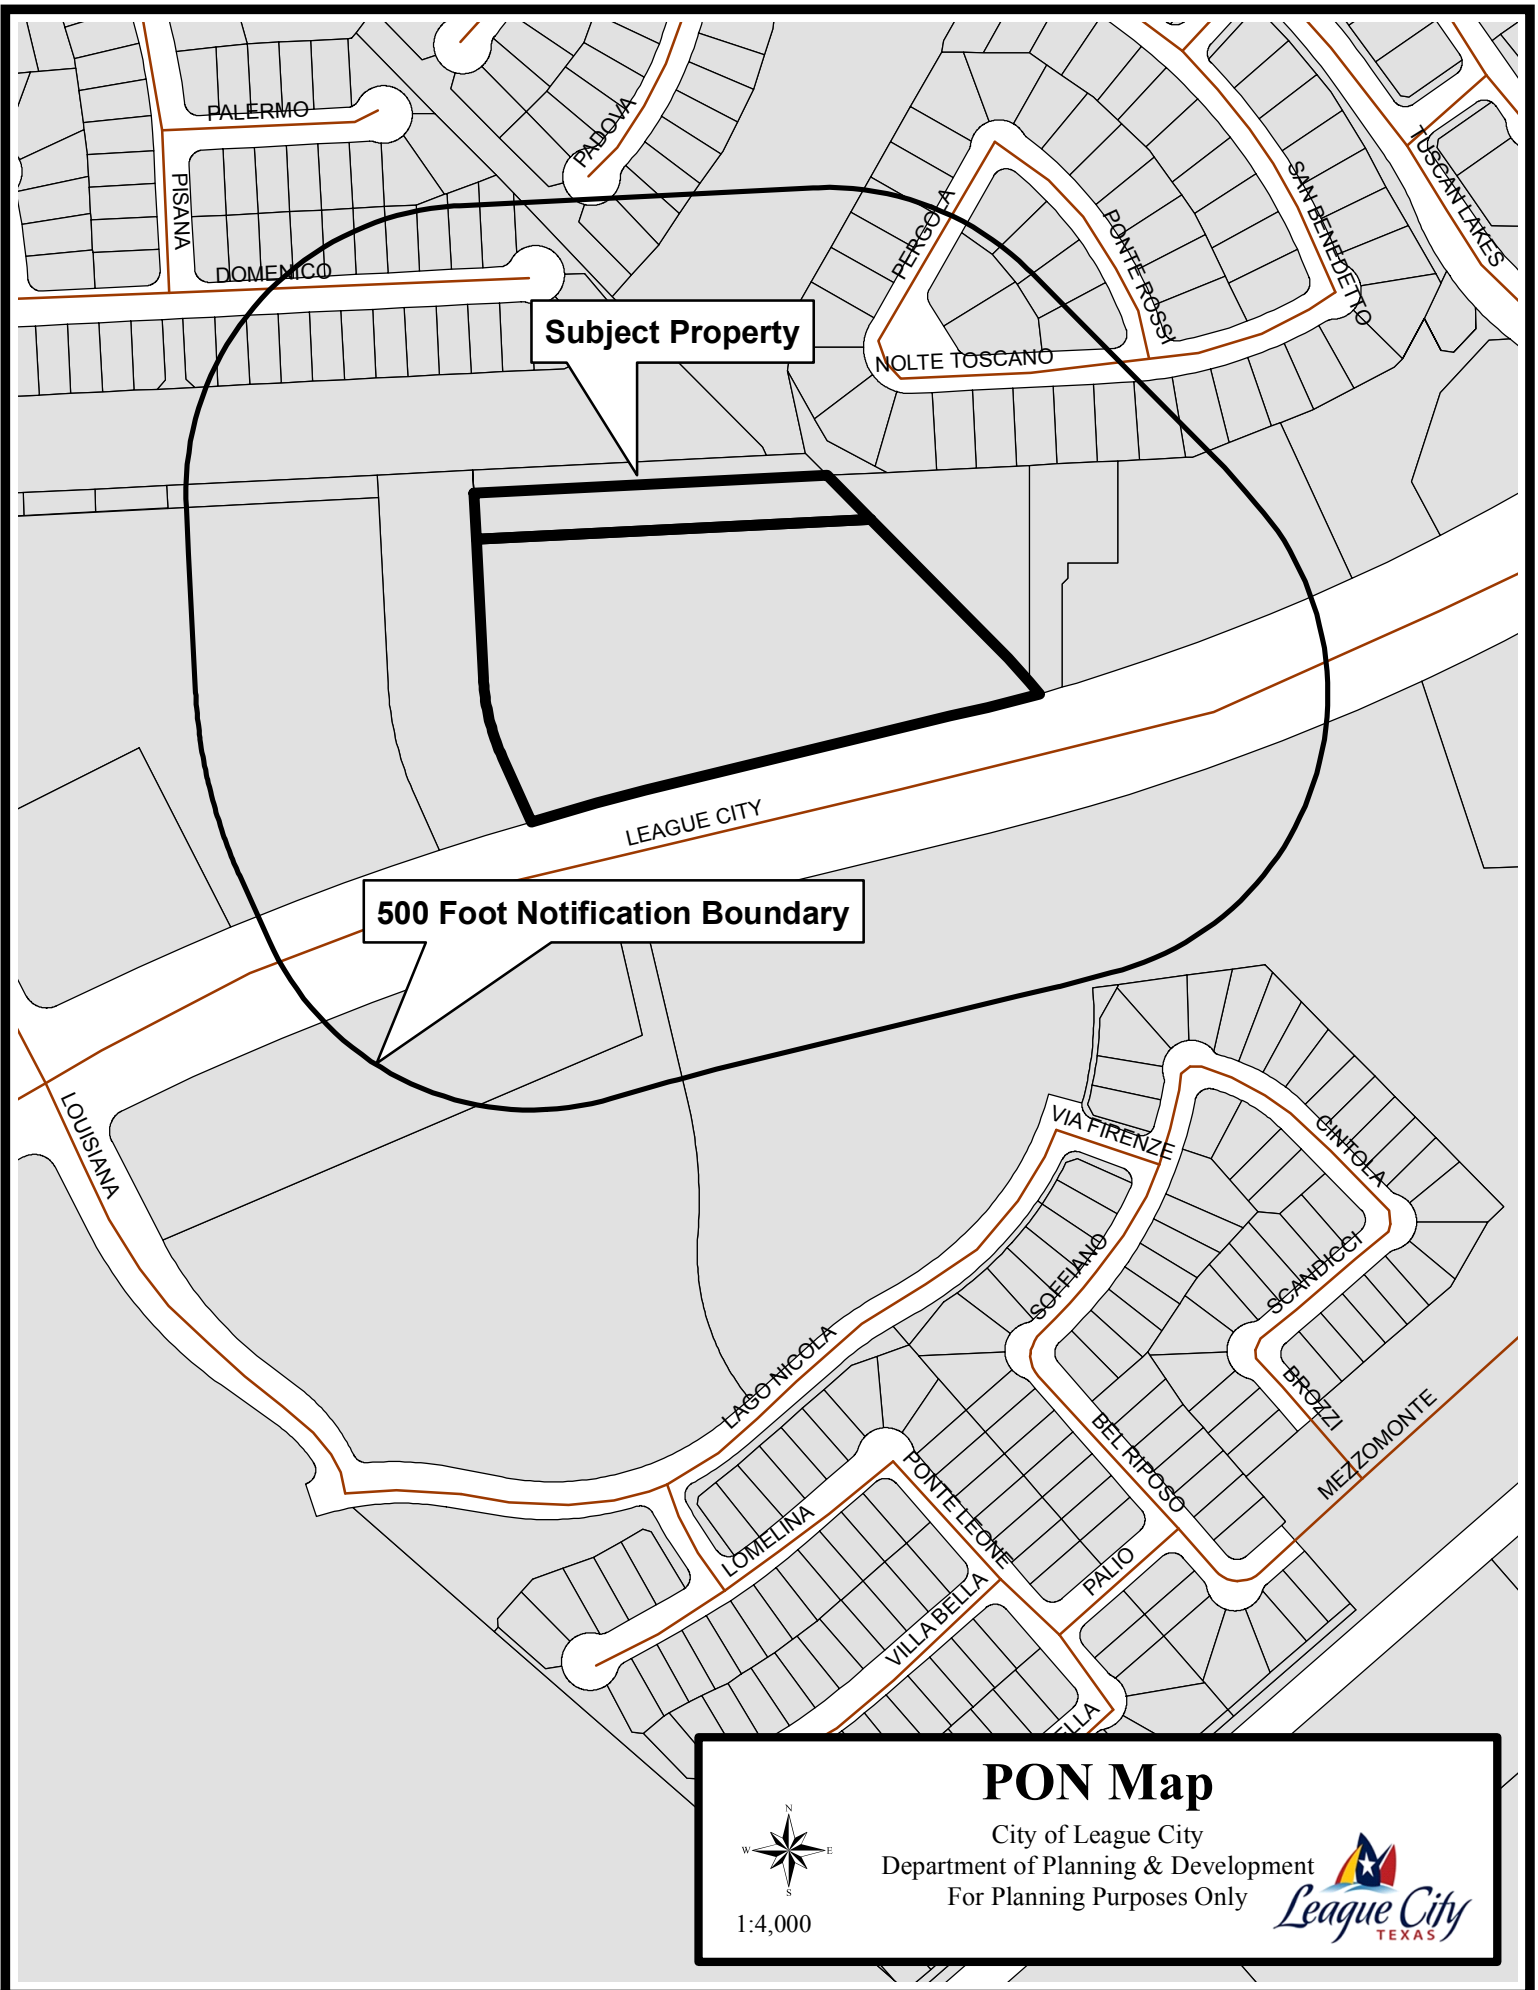 PALERMO
PADOVA
PISANA
DOMENICO
PERGOLA
PONTE ROSSI
SAN BENEDETTO
TUSCAN LAKES
NOLTE TOSCANO
Subject Property
LEAGUE CITY
500 Foot Notification Boundary
LOUISIANA
VIA FIRENZE
CINTOLA
SOFFIANO
SCANDICCI
LAGO NICOLA
BROZZI
MEZZOMONTE
BEL RIPOSO
PONTE LEONE
LOMELINA
PALIO
VILLA BELLA
ELLA
PON Map
City of League City
Department of Planning & Development
For Planning Purposes Only
N
W E
S
1:4,000
League City
TEXAS